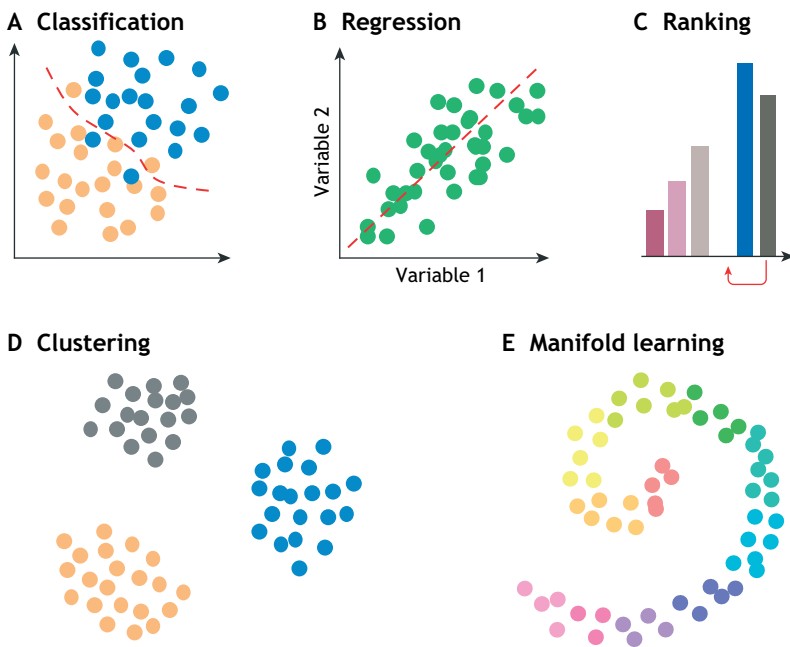 A Classification
B Regression
C Ranking
Variable 2
Variable 1
D Clustering
E Manifold learning